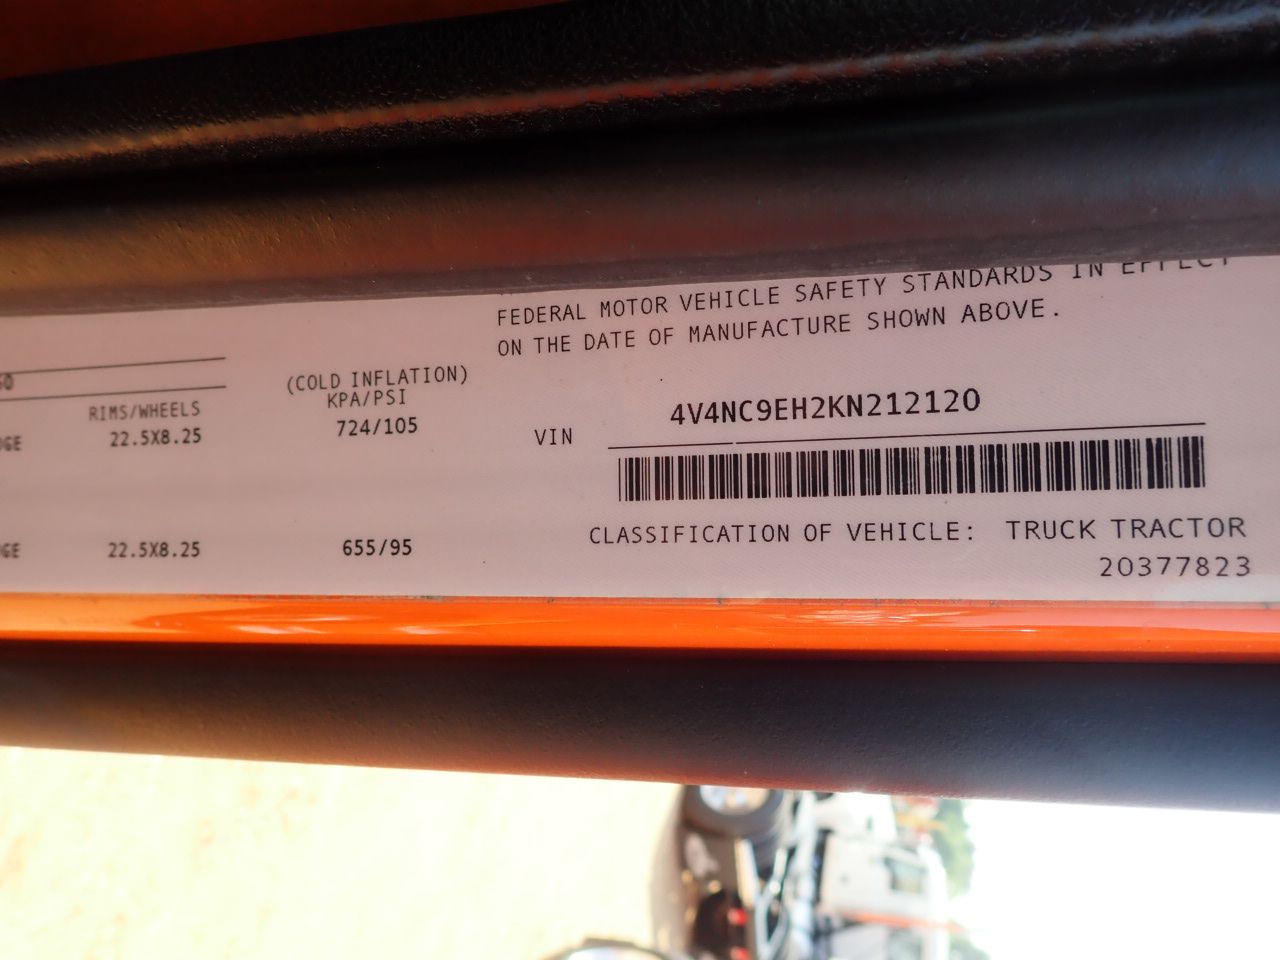 FEDERAL MOTOR VEHICLE SAFETY STANDARDS IN EFFECT
ON THE DATE OF MANUFACTURE SHOWN ABOVE.
RIMS/WHEELS
(COLD INFLATION)
KPA/PSI
22.5X8.25 724/105
22.5X8.25 655/95
VIN 4V4NC9EH2KN212120
CLASSIFICATION OF VEHICLE: TRUCK TRACTOR
20377823